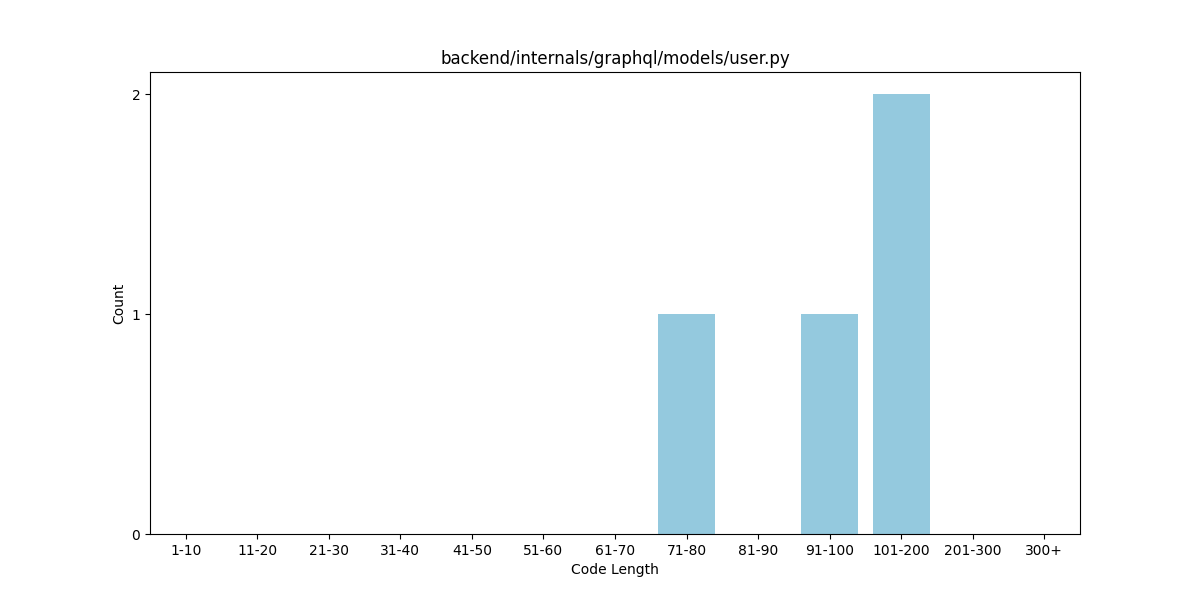 backend/internals/graphql/models/user.py
2
1
0
Count
1-10 11-20 21-30 31-40 41-50 51-60 61-70 71-80 81-90 91-100 101-200 201-300 300+
Code Length